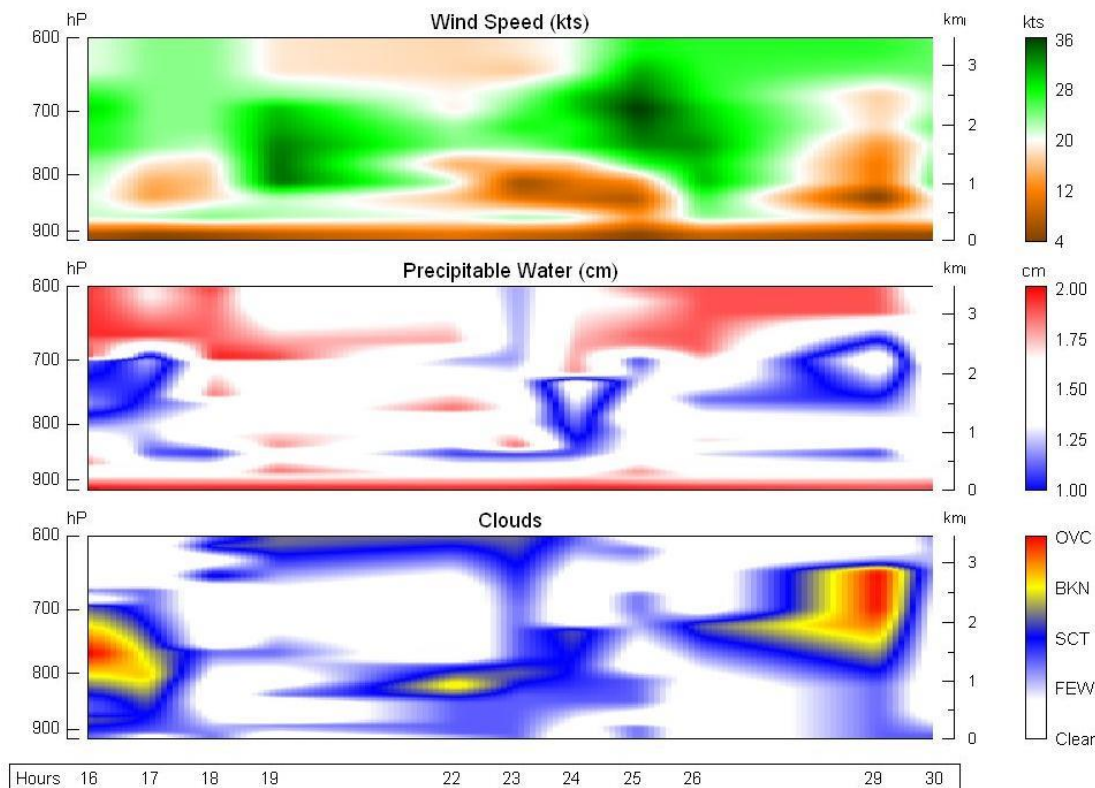 hP Wind Speed (kts) km kts
600 36
3
700 28
2
20
800
1 12
900
0 4
hP Precipitable Water (cm) km cm
600 2.00
3
1.75
700
2 1.50
800
1 1.25
900
0 1.00
hP Clouds km
600 OVC
3
BKN
700
2
SCT
800
1 FEW
900
0 Clear
Hours 16 17 18 19 22 23 24 25 26 29 30